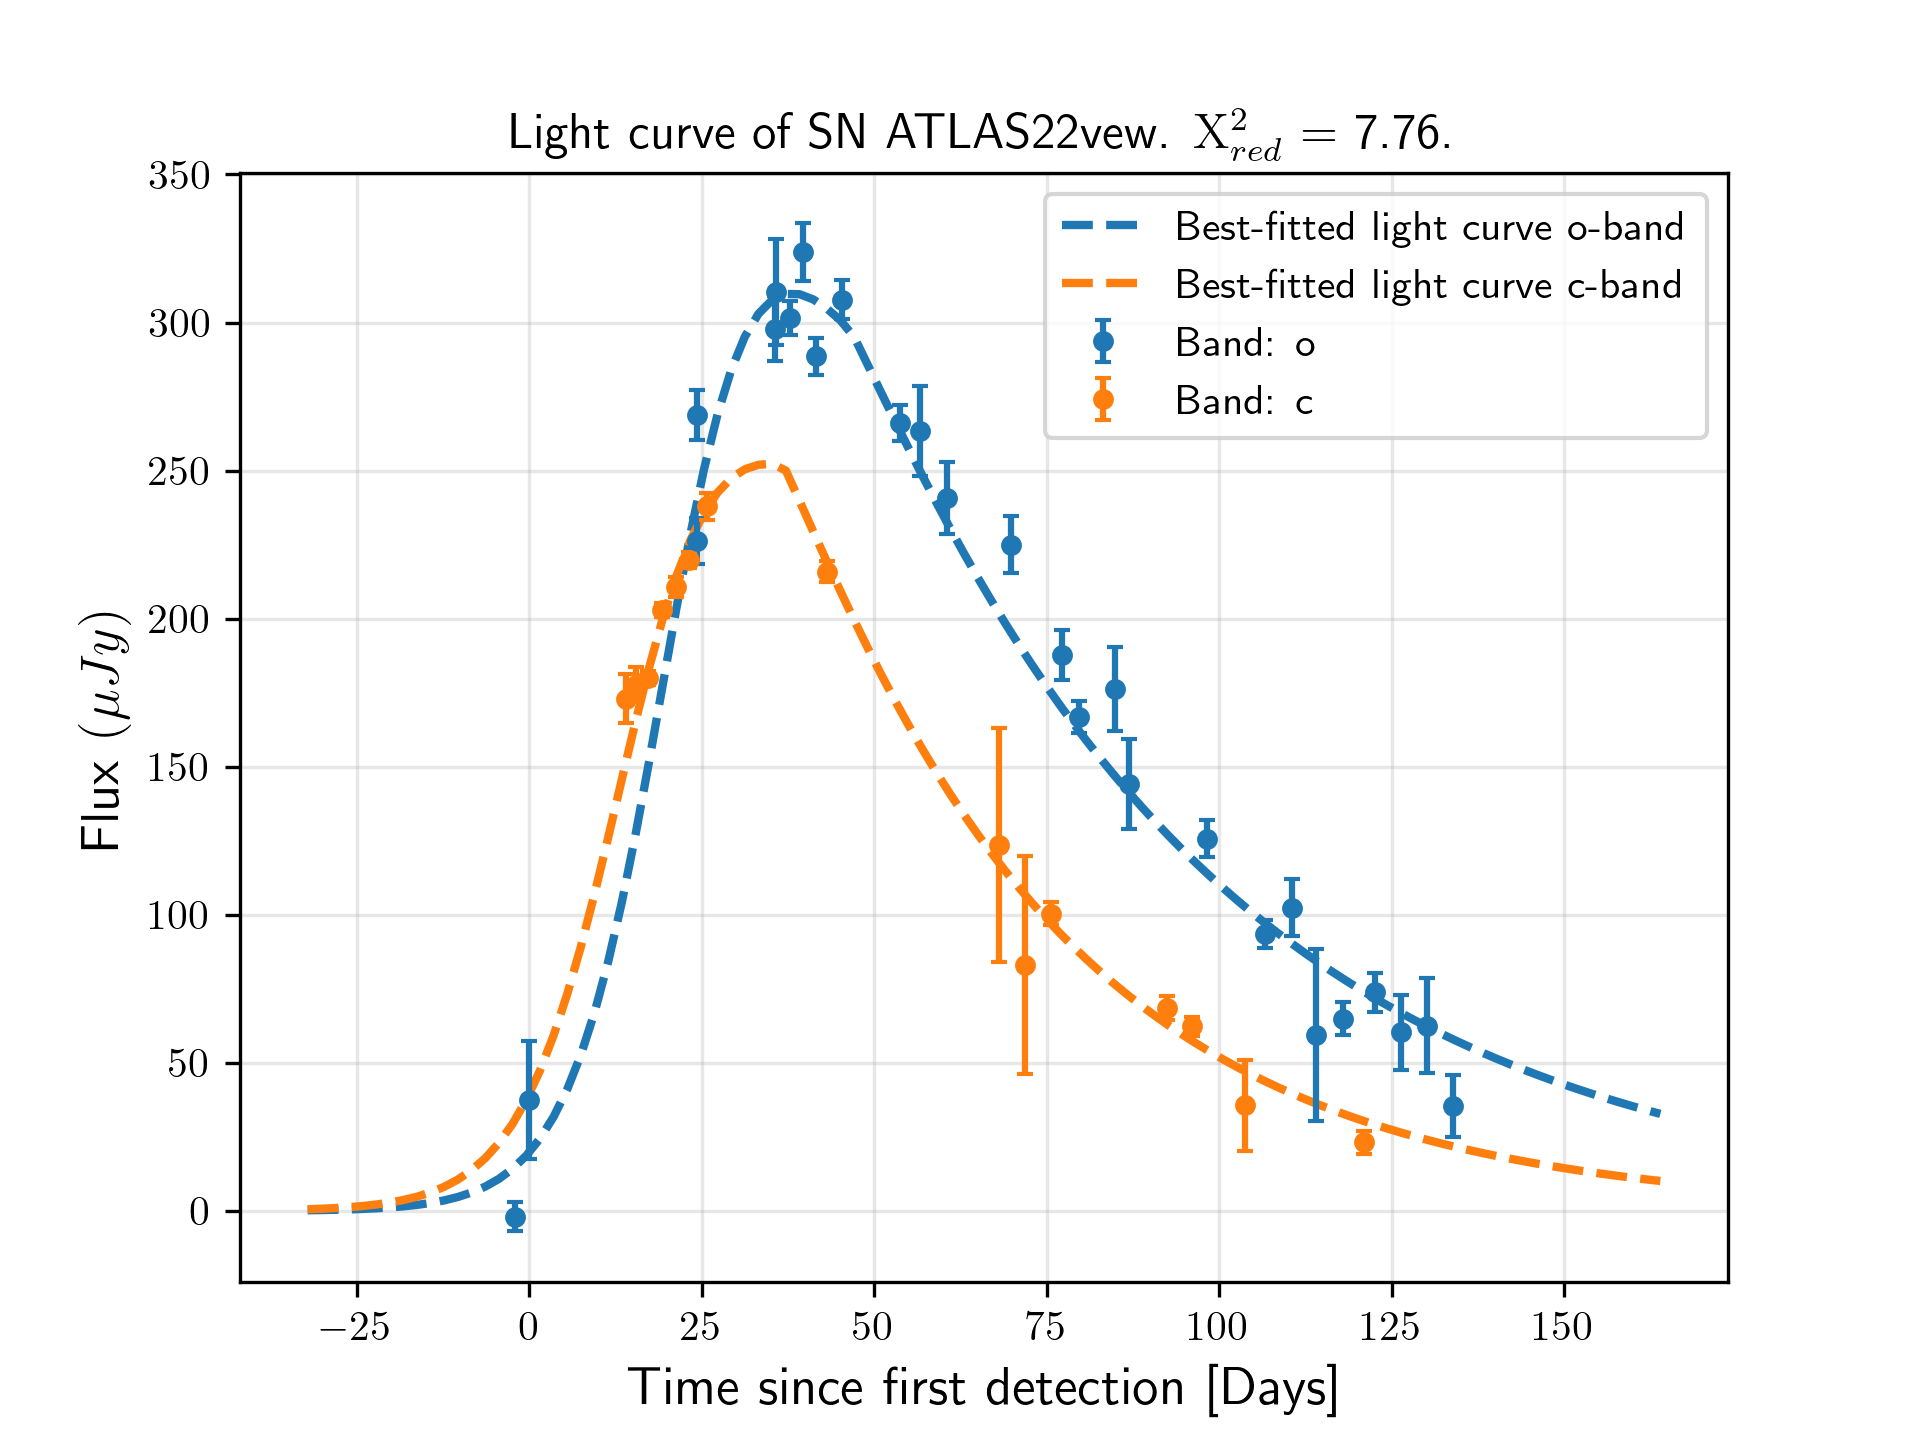 Light curve of SN ATLAS22vew. X²_red = 7.76.
350
300
250
200
150
100
50
0
Flux (μJy)
Best-fitted light curve o-band
Best-fitted light curve c-band
Band: o
Band: c
−25 0 25 50 75 100 125 150
Time since first detection [Days]